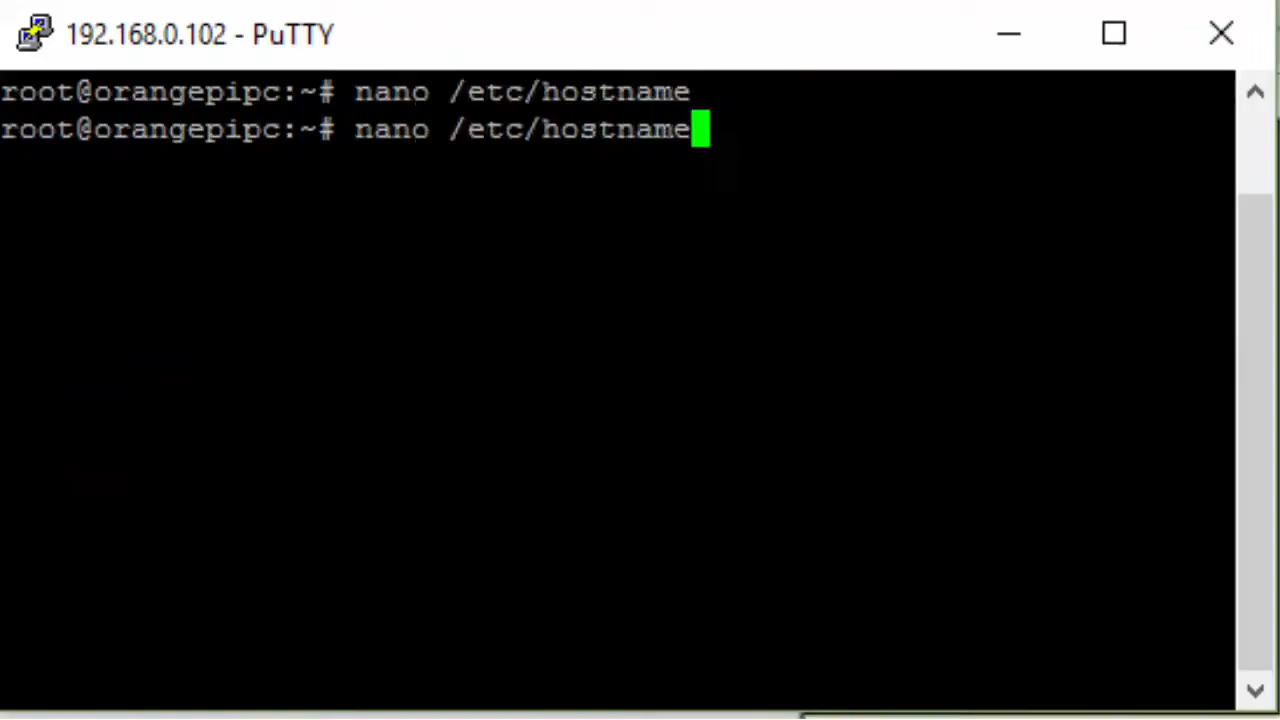 192.168.0.102 - PuTTY
root@orangepipc:~# nano /etc/hostname
root@orangepipc:~# nano /etc/hostname